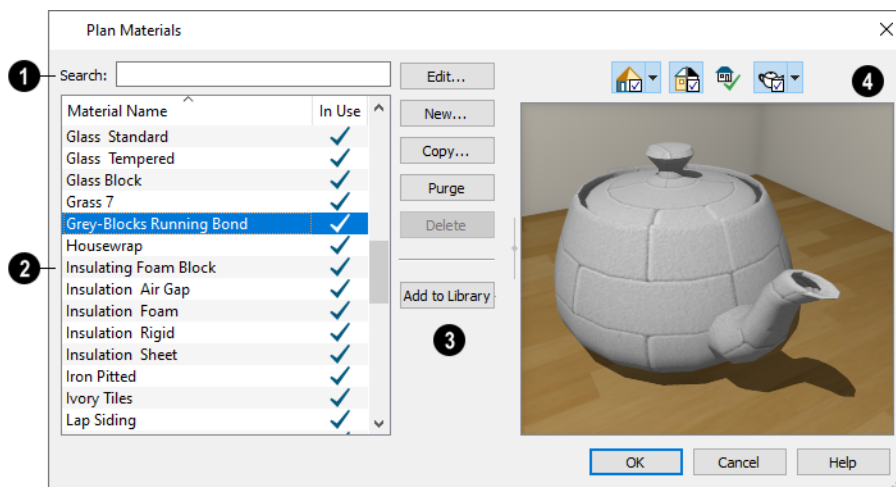 Plan Materials
1 Search:
Edit...
4
Material Name In Use
New...
Glass Standard
Glass Tempered
Copy...
Glass Block
Grass 7
Purge
Grey-Blocks Running Bond
Delete
Housewrap
2 Insulating Foam Block
Insulation Air Gap
Add to Library
Insulation Foam
Insulation Rigid
3
Insulation Sheet
Iron Pitted
Ivory Tiles
Lap Siding
OK Cancel Help